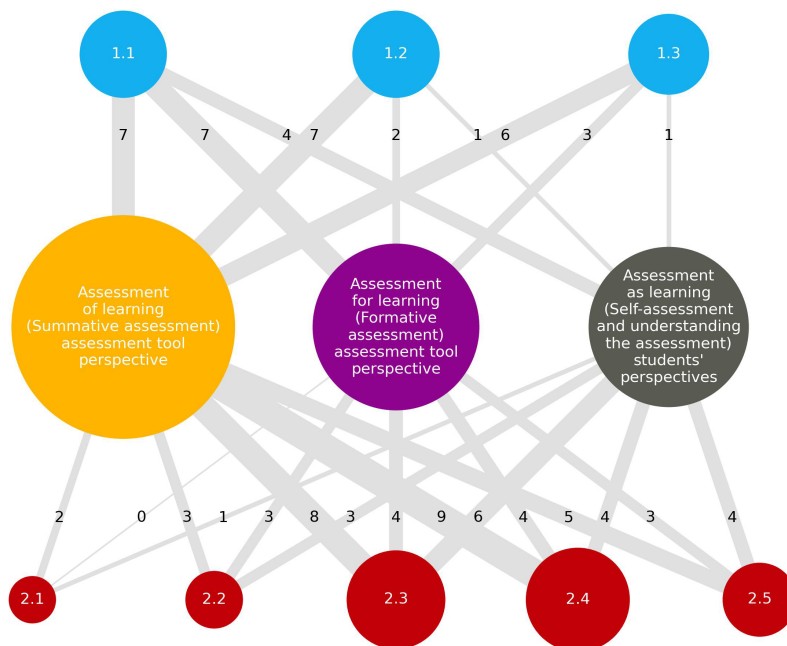 1.1 1.2 1.3
7 7 4 7 2 1 6 3 1
Assessment
of learning
(Summative assessment)
assessment tool
perspective
Assessment
for learning
(Formative
assessment)
assessment tool
perspective
Assessment
as learning
(Self-assessment
and understanding
the assessment)
students'
perspectives
2 0 3 1 3 8 3 4 9 6 4 5 4 3 4
2.1 2.2 2.3 2.4 2.5